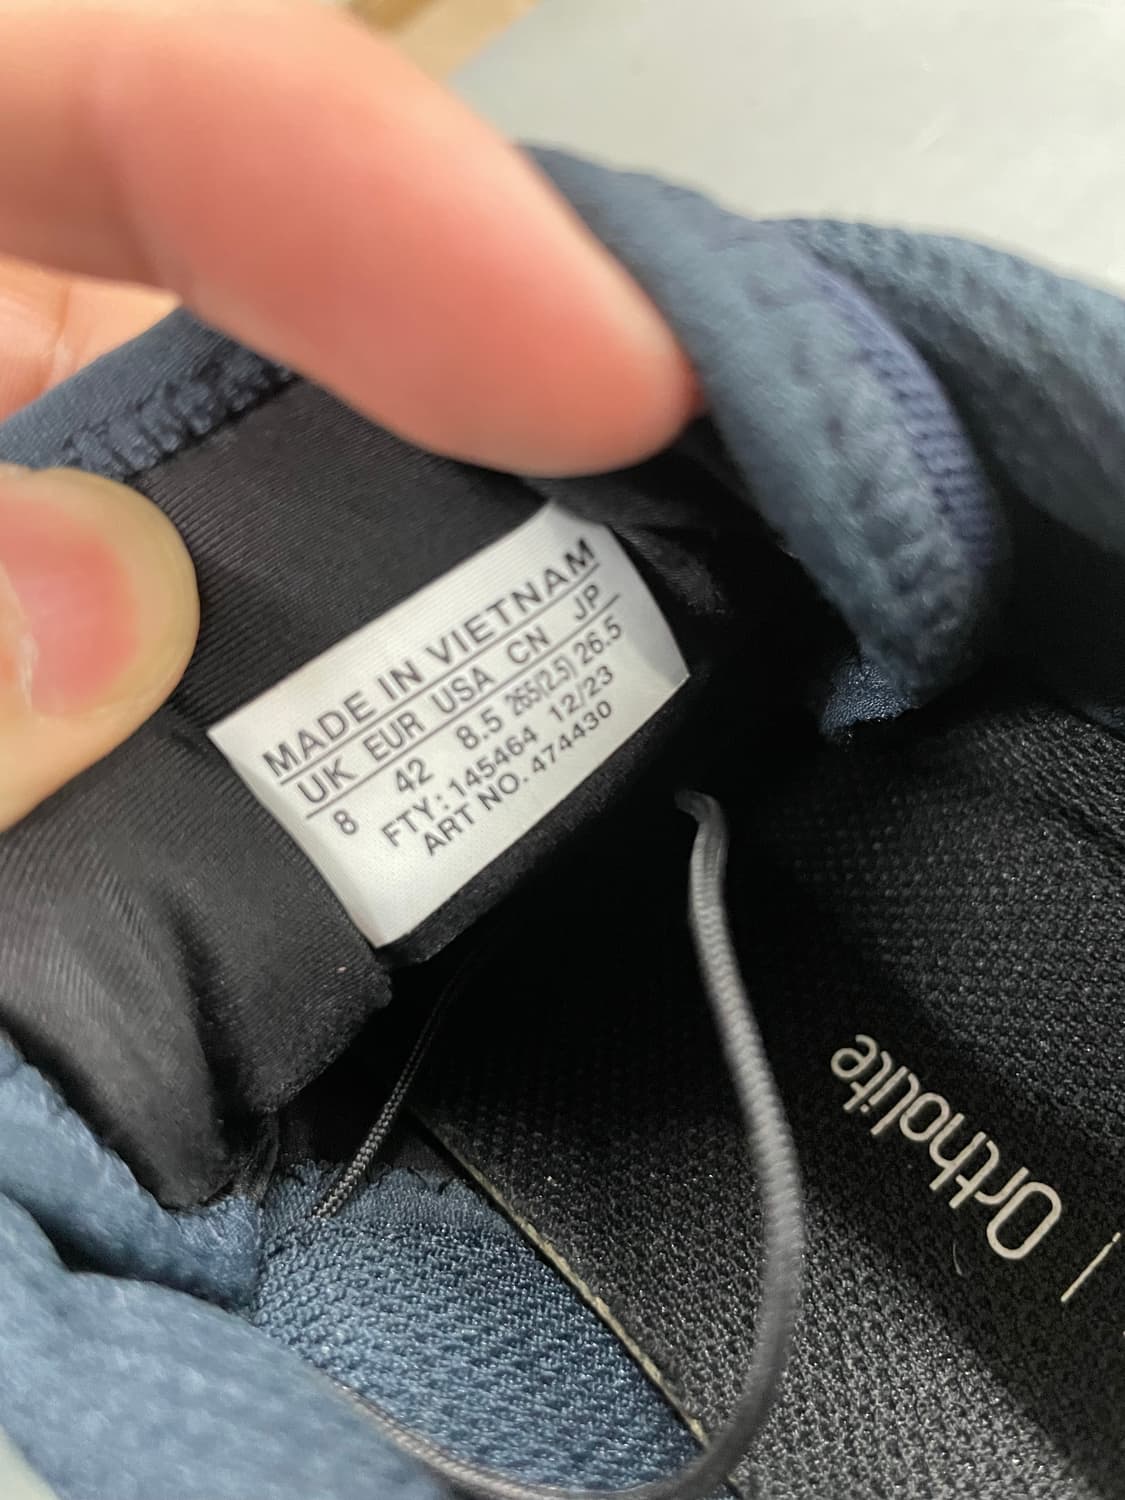 MADE IN VIETNAM
UK EUR USA CN JP
8 42 8.5 265(2.5) 26.5
FTY: 145464 12/23
ART NO. 474430
Ortholite